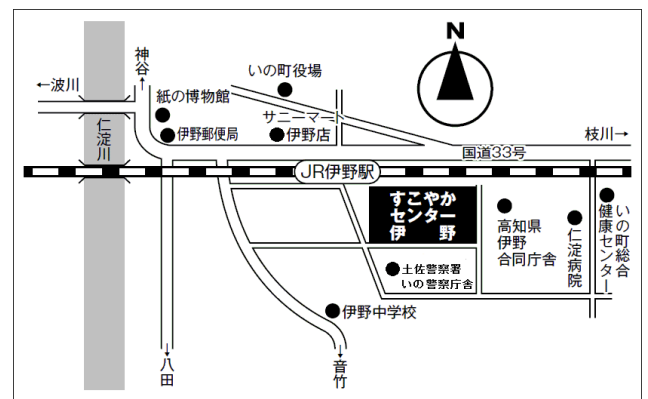 N
神谷
←波川
いの町役場
紙の博物館
サニーマート
伊野店
伊野郵便局
枝川→
仁淀川
国道33号
JR伊野駅
すこやか
センター
伊 野
高知県
伊野
合同庁舎
仁淀病院
いの町総合
健康センター
土佐警察署
いの警察庁舎
伊野中学校
八田
音竹